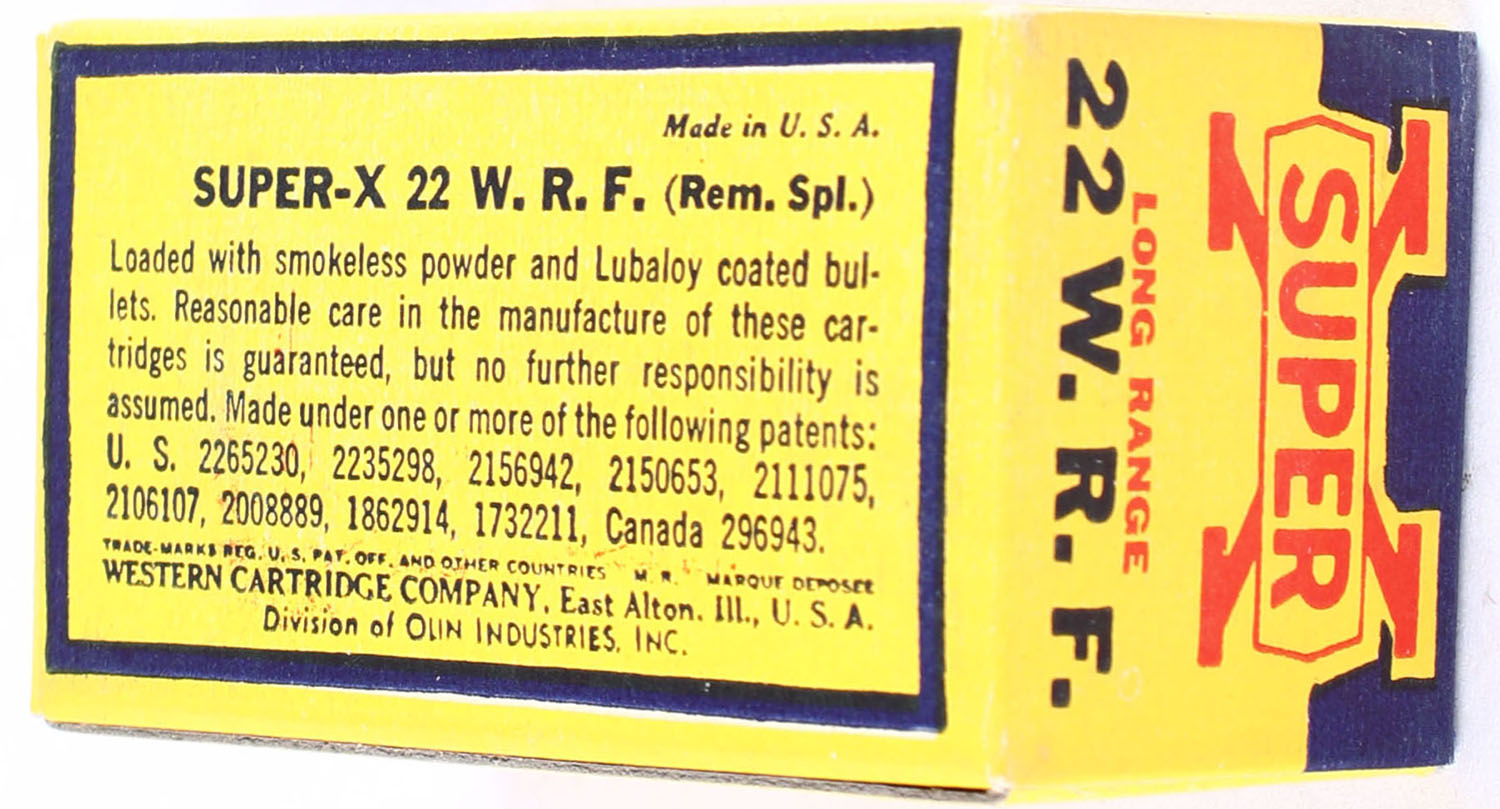 Made in U. S. A.
SUPER-X 22 W. R. F. (Rem. Spl.)
Loaded with smokeless powder and Lubaloy coated bul-
lets. Reasonable care in the manufacture of these car-
tridges is guaranteed, but no further responsibility is
assumed. Made under one or more of the following patents:
U. S. 2265230, 2235298, 2156942, 2150653, 2111075,
2106107, 2008889, 1862914, 1732211, Canada 296943.
TRADE-MARKS REG. U. S. PAT. OFF. AND OTHER COUNTRIES M. R. MARQUE DEPOSEE
WESTERN CARTRIDGE COMPANY, East Alton, Ill., U. S. A.
Division of OLIN INDUSTRIES, INC.
SUPER X
LONG RANGE
22 W. R. F.